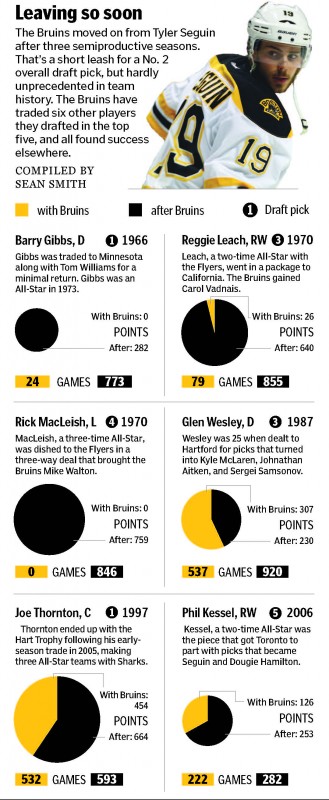 Leaving so soon
The Bruins moved on from Tyler Seguin
after three semiproductive seasons.
That's a short leash for a No. 2
overall draft pick, but hardly
unprecedented in team
history. The Bruins have
traded six other players
they drafted in the top
five, and all found success
elsewhere.
COMPILED BY
SEAN SMITH
19
SEGUIN
19
19
with Bruins
after Bruins
1 Draft pick
Barry Gibbs, D 1 1966
Gibbs was traded to Minnesota
along with Tom Williams for a
minimal return. Gibbs was an
All-Star in 1973.
With Bruins: 0
POINTS
After: 282
24 GAMES 773
Reggie Leach, RW 3 1970
Leach, a two-time All-Star with
the Flyers, went in a package to
California. The Bruins gained
Carol Vadnais.
With Bruins: 26
POINTS
After: 640
79 GAMES 855
Rick MacLeish, L 4 1970
MacLeish, a three-time All-Star,
was dished to the Flyers in a
three-way deal that brought the
Bruins Mike Walton.
With Bruins: 0
POINTS
After: 759
0 GAMES 846
Glen Wesley, D 3 1987
Wesley was 25 when dealt to
Hartford for picks that turned
into Kyle McLaren, Johnathan
Aitken, and Sergei Samsonov.
With Bruins: 307
POINTS
After: 230
537 GAMES 920
Joe Thornton, C 1 1997
Thornton ended up with the
Hart Trophy following his early-
season trade in 2005, making
three All-Star teams with Sharks.
With Bruins:
454
POINTS
After: 664
532 GAMES 593
Phil Kessel, RW 5 2006
Kessel, a two-time All-Star was
the piece that got Toronto to
part with picks that became
Seguin and Dougie Hamilton.
With Bruins: 126
POINTS
After: 253
222 GAMES 282